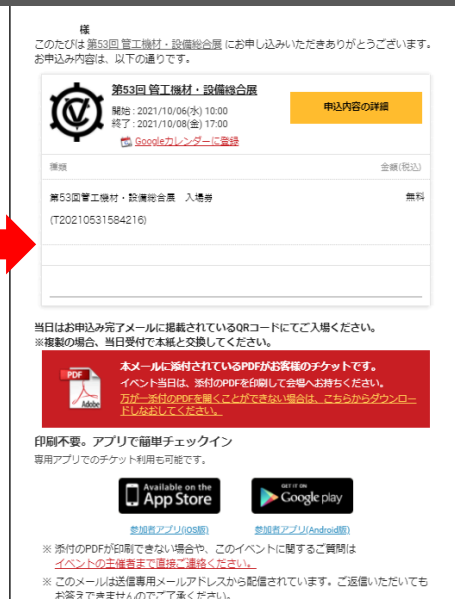 様
このたびは 第53回 管工機材・設備総合展 にお申し込みいただきありがとうございます。
お申込み内容は、以下の通りです。
第53回 管工機材・設備総合展
開始 : 2021/10/06(水) 10:00
終了 : 2021/10/08(金) 17:00
Googleカレンダーに登録
申込内容の詳細
種類
金額(税込)
第53回管工機材・設備総合展　入場券
無料
(T20210531584216)
当日はお申込み完了メールに掲載されているQRコードにてご入場ください。
※複製の場合、当日受付で本紙と交換してください。
PDF
Adobe
本メールに添付されているPDFがお客様のチケットです。
イベント当日は、添付のPDFを印刷して会場へお持ちください。
万が一添付のPDFを開くことができない場合は、こちらからダウンロー
ドしなおしてください。
印刷不要。アプリで簡単チェックイン
専用アプリでのチケット利用も可能です。
Available on the
App Store
GET IT ON
Google play
参加者アプリ(iOS版)
参加者アプリ(Android版)
※ 添付のPDFが印刷できない場合や、このイベントに関するご質問は
イベントの主催者まで直接ご連絡ください。
※ このメールは送信専用メールアドレスから配信されています。ご返信いただいても
お答えできませんのでご了承ください。